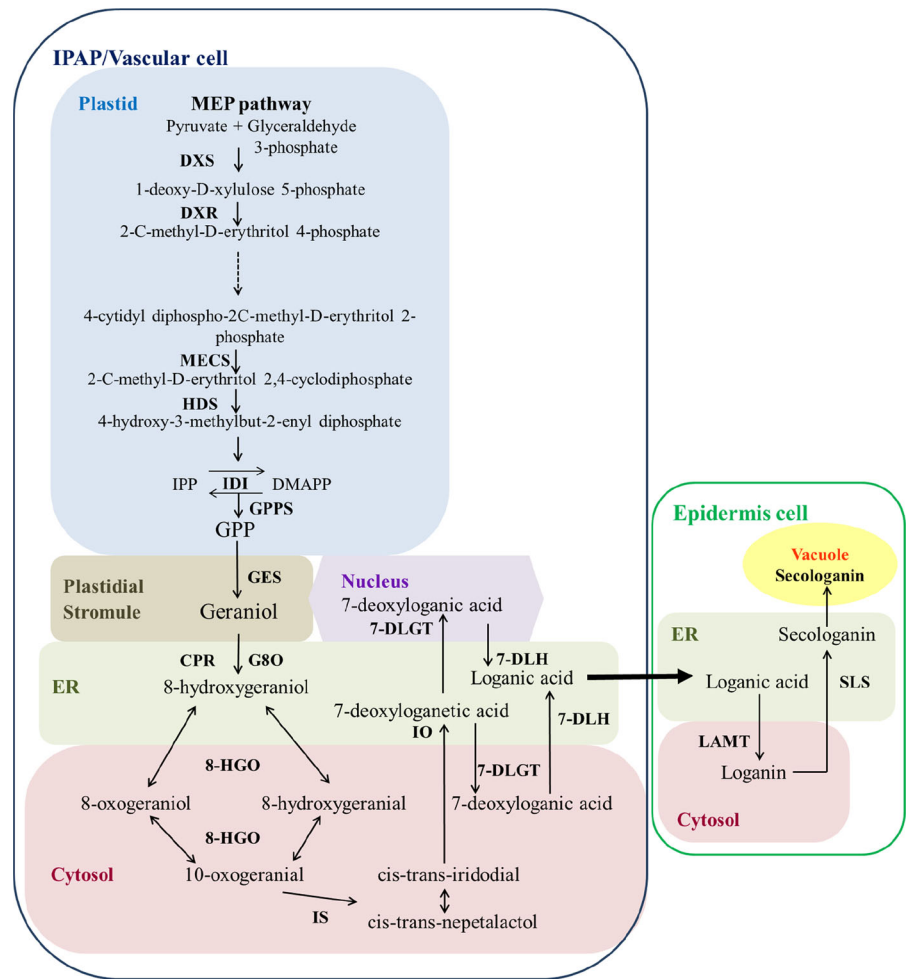 IPAP/Vascular cell
Plastid
MEP pathway
Pyruvate + Glyceraldehyde
3-phosphate
DXS
1-deoxy-D-xylulose 5-phosphate
DXR
2-C-methyl-D-erythritol 4-phosphate
4-cytidyl diphospho-2C-methyl-D-erythritol 2-
phosphate
MECS
2-C-methyl-D-erythritol 2,4-cyclodiphosphate
HDS
4-hydroxy-3-methylbut-2-enyl diphosphate
IPP IDI DMAPP
GPPS
GPP
GES
Plastidial
Stromule
Geraniol
Nucleus
7-deoxyloganic acid
7-DLGT
CPR G8O
ER
8-hydroxygeraniol
7-DLH
Loganic acid
7-deoxyloganetic acid
IO
7-DLH
8-HGO
7-DLGT
8-oxogeraniol
8-hydroxygeranial
7-deoxyloganic acid
8-HGO
Cytosol
10-oxogeranial
cis-trans-iridodial
IS
cis-trans-nepetalactol
Epidermis cell
Vacuole
Secologanin
ER
Secologanin
Loganic acid
SLS
LAMT
Loganin
Cytosol